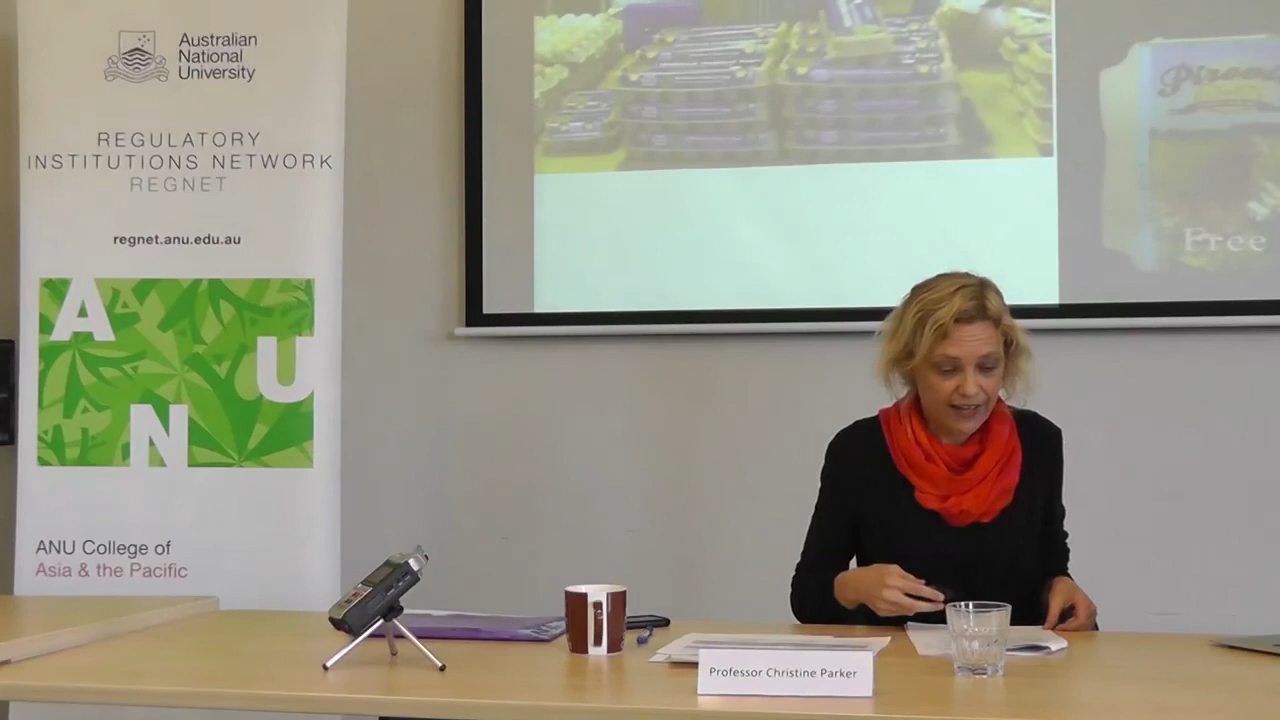 Australian
National
University
REGULATORY
INSTITUTIONS NETWORK
REGNET
regnet.anu.edu.au
A
N
U
ANU College of
Asia & the Pacific
Free
Professor Christine Parker